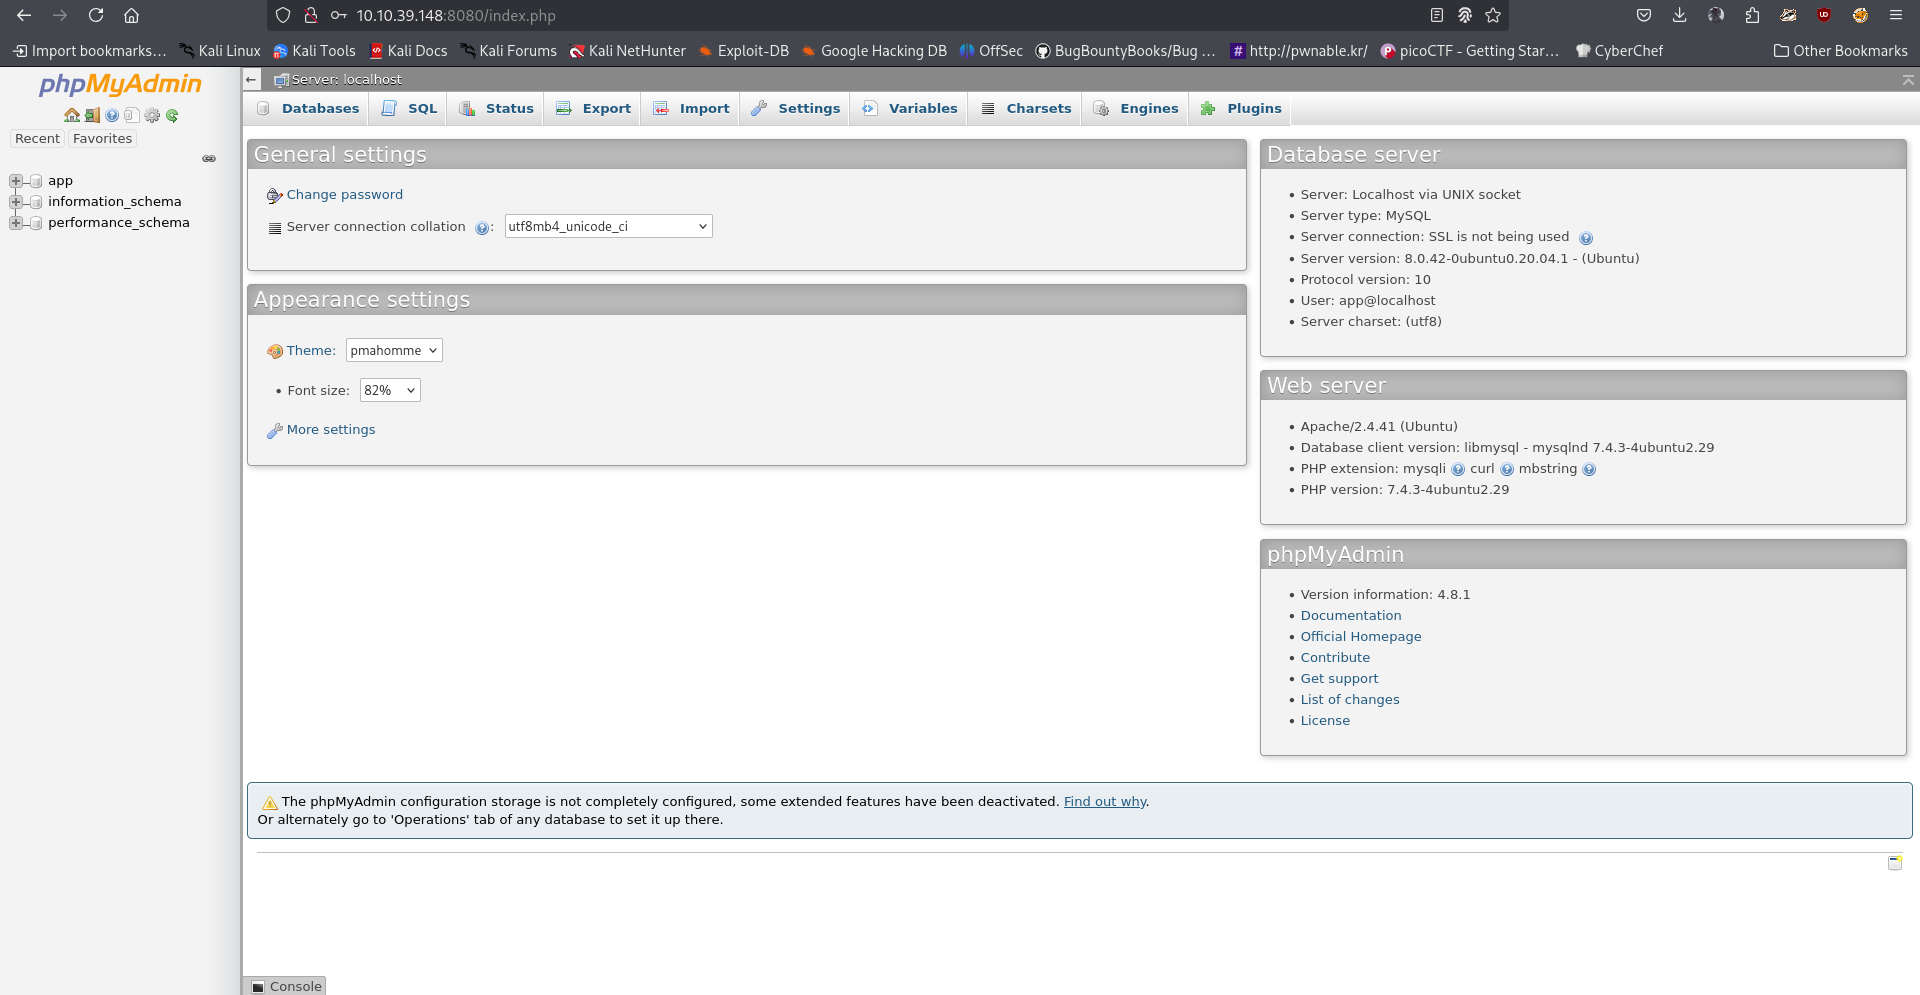 10.10.39.148:8080/index.php
Import bookmarks... Kali Linux Kali Tools Kali Docs Kali Forums Kali NetHunter Exploit-DB Google Hacking DB OffSec BugBountyBooks/Bug ... http://pwnable.kr/ picoCTF - Getting Star... CyberChef Other Bookmarks
phpMyAdmin
Recent Favorites
app
information_schema
performance_schema
Server: localhost
Databases SQL Status Export Import Settings Variables Charsets Engines Plugins
General settings
Change password
Server connection collation : utf8mb4_unicode_ci
Appearance settings
Theme: pmahomme
• Font size: 82%
More settings
Database server
• Server: Localhost via UNIX socket
• Server type: MySQL
• Server connection: SSL is not being used
• Server version: 8.0.42-0ubuntu0.20.04.1 - (Ubuntu)
• Protocol version: 10
• User: app@localhost
• Server charset: (utf8)
Web server
• Apache/2.4.41 (Ubuntu)
• Database client version: libmysql - mysqlnd 7.4.3-4ubuntu2.29
• PHP extension: mysqli curl mbstring
• PHP version: 7.4.3-4ubuntu2.29
phpMyAdmin
• Version information: 4.8.1
• Documentation
• Official Homepage
• Contribute
• Get support
• List of changes
• License
The phpMyAdmin configuration storage is not completely configured, some extended features have been deactivated. Find out why.
Or alternately go to 'Operations' tab of any database to set it up there.
Console